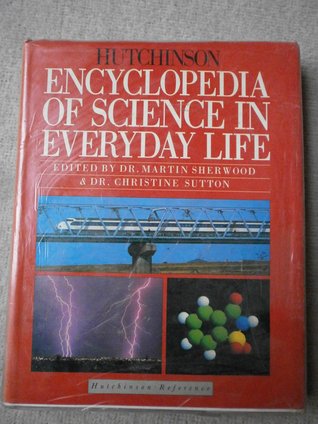 HUTCHINSON
ENCYCLOPEDIA
OF SCIENCE IN
EVERYDAY LIFE
EDITED BY DR. MARTIN SHERWOOD
& DR. CHRISTINE SUTTON
Hutchinson Reference